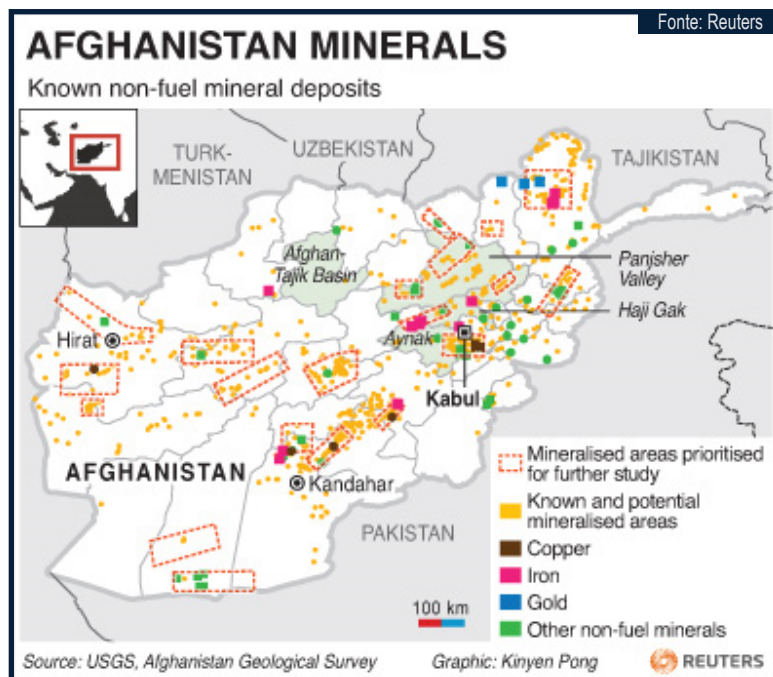 Fonte: Reuters
AFGHANISTAN MINERALS
Known non-fuel mineral deposits
TURK-
MENISTAN
UZBEKISTAN
TAJIKISTAN
Afghan-
Tajik Basin
Panjsher
Valley
Haji Gak
Hirat
Aynak
Kabul
AFGHANISTAN
Kandahar
PAKISTAN
Mineralised areas prioritised
for further study
Known and potential
mineralised areas
Copper
Iron
Gold
Other non-fuel minerals
100 km
Source: USGS, Afghanistan Geological Survey
Graphic: Kinyen Pong
REUTERS